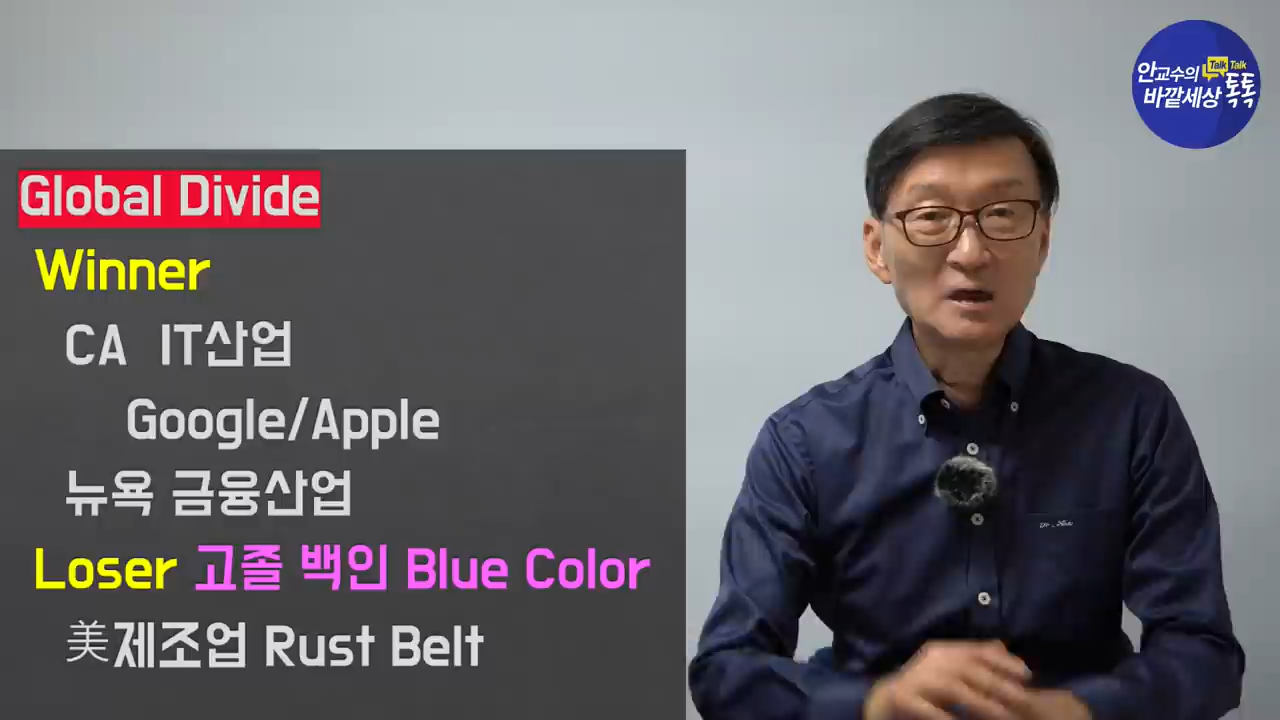 Global Divide
Winner
CA IT산업
Google/Apple
뉴욕 금융산업
Loser 고졸 백인 Blue Color
美제조업 Rust Belt
안교수의 Talk Talk
바깥세상 톡톡